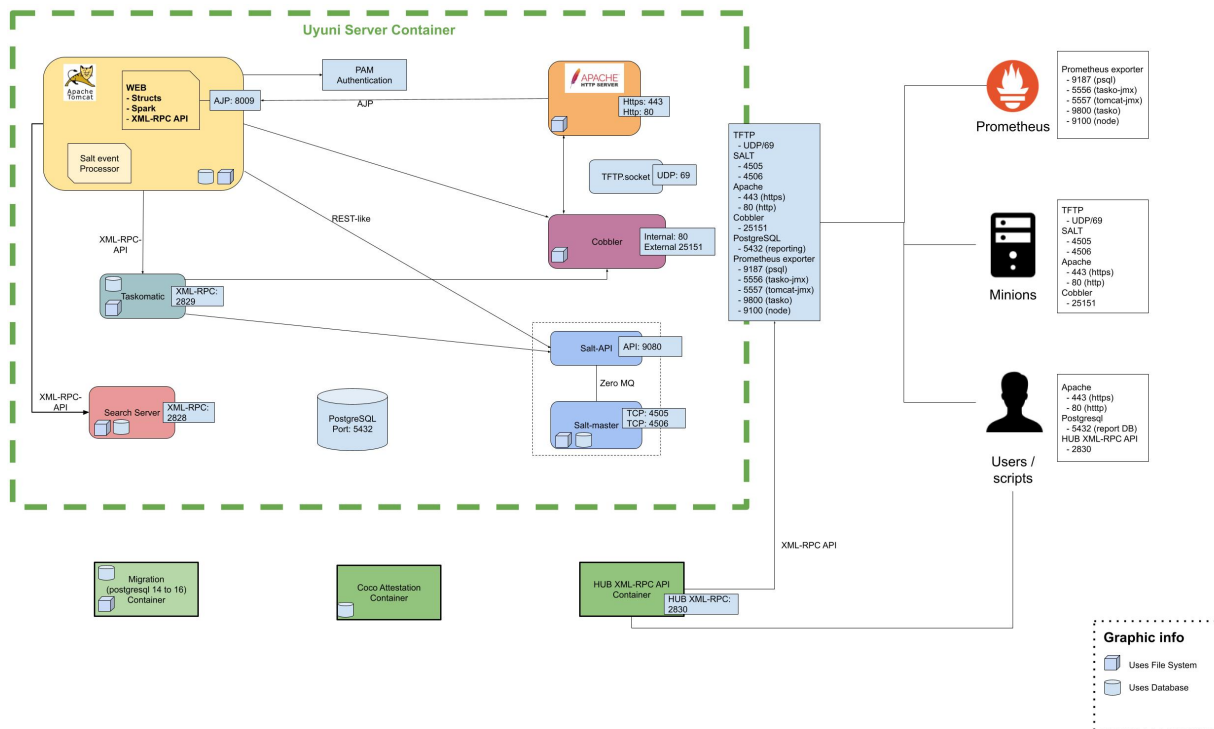 Uyuni Server Container
Apache
Tomcat
WEB
- Structs
- Spark
- XML-RPC API
AJP: 8009
Salt event
Processor
PAM
Authentication
AJP
APACHE
HTTP SERVER
Https: 443
Http: 80
TFTP.socket
UDP: 69
REST-like
Cobbler
Internal: 80
External 25151
XML-RPC-
API
Taskomatic
XML-RPC:
2829
Salt-API
API: 9080
Zero MQ
Salt-master
TCP: 4505
TCP: 4506
XML-RPC-
API
Search Server
XML-RPC:
2828
PostgreSQL
Port: 5432
TFTP
- UDP/69
SALT
- 4505
- 4506
Apache
- 443 (https)
- 80 (http)
Cobbler
- 25151
PostgreSQL
- 5432 (reporting)
Prometheus exporter
- 9187 (psql)
- 5556 (tasko-jmx)
- 5557 (tomcat-jmx)
- 9800 (tasko)
- 9100 (node)
Prometheus
Prometheus exporter
- 9187 (psql)
- 5556 (tasko-jmx)
- 5557 (tomcat-jmx)
- 9800 (tasko)
- 9100 (node)
Minions
TFTP
- UDP/69
SALT
- 4505
- 4506
Apache
- 443 (https)
- 80 (http)
Cobbler
- 25151
Users /
scripts
Apache
- 443 (https)
- 80 (htttp)
Postgresql
- 5432 (report DB)
HUB XML-RPC API
- 2830
XML-RPC API
Migration
(postgresql 14 to 16)
Container
Coco Attestation
Container
HUB XML-RPC API
Container
HUB XML-RPC:
2830
Graphic info
Uses File System
Uses Database